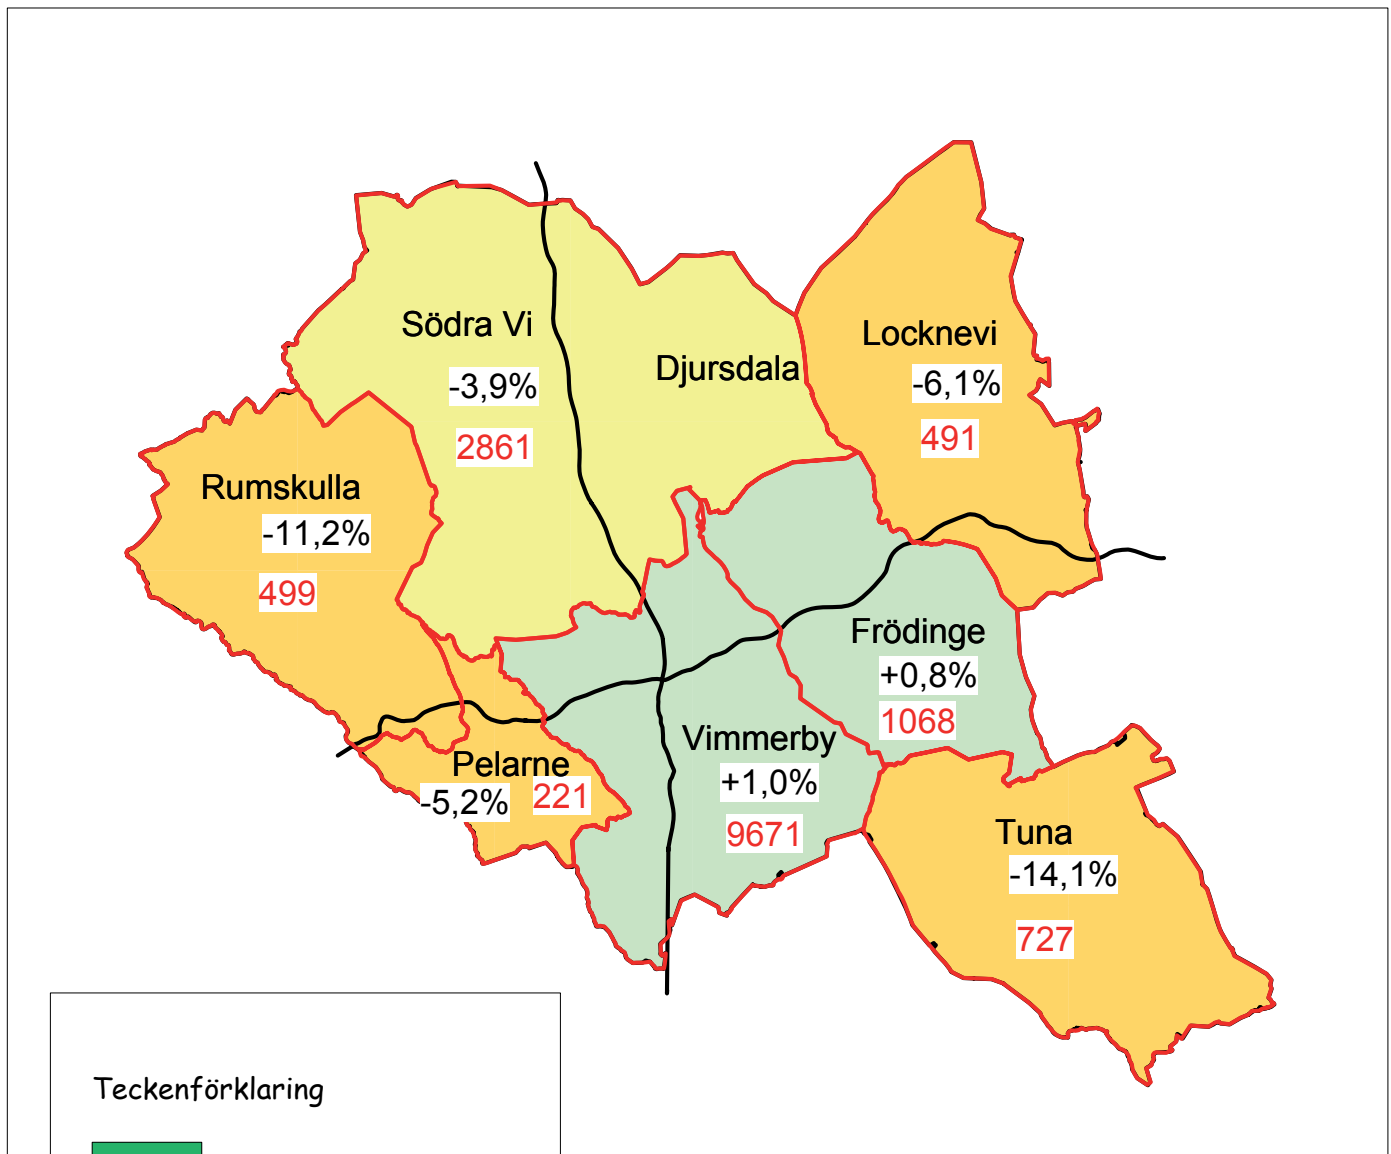 Södra Vi
-3,9%
2861
Djursdala
Locknevi
-6,1%
491
Rumskulla
-11,2%
499
Frödinge
+0,8%
1068
Vimmerby
+1,0%
9671
Pelarne
-5,2% 221
Tuna
-14,1%
727
Teckenförklaring